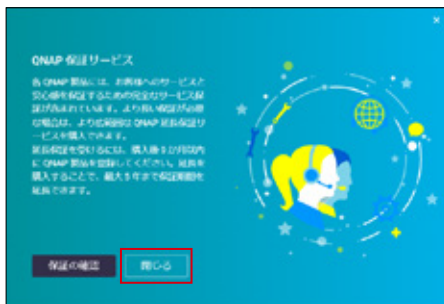 QNAP 保証サービス
各 QNAP 製品には、お客様へのサービスと
安心感を保証するための完全なサービス保
証が含まれています。より長い保証が必要
な場合は、より広範囲な QNAP 延長保証サ
ービスを購入できます。
延長保証を受けるには、購入後 2 か月以内
に QNAP 製品を登録してください。延長を
購入することで、最大 5 年まで保証期間を
延長できます。
保証の確認
閉じる